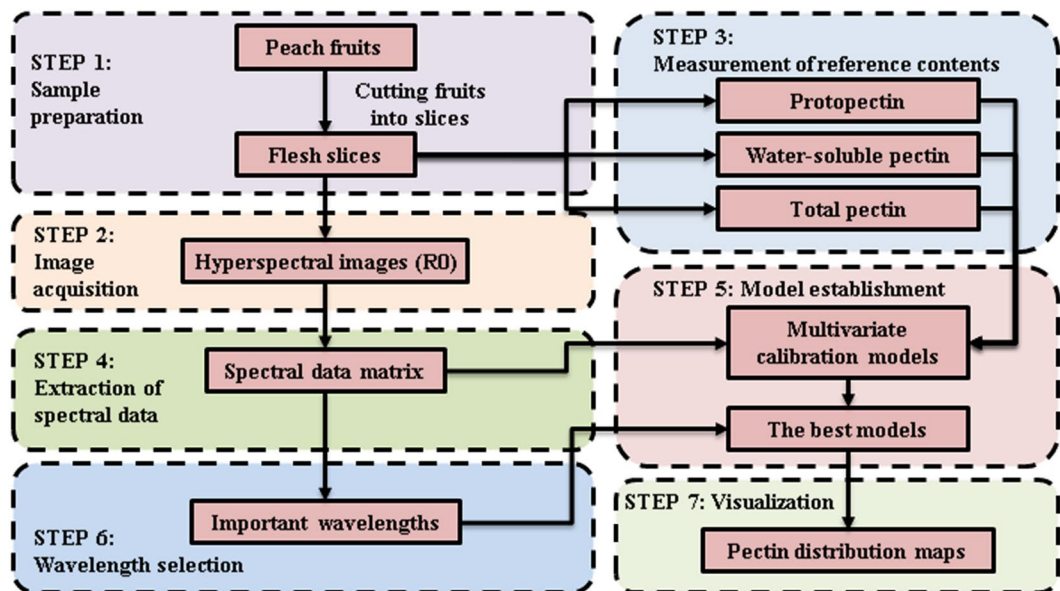 STEP 1:
Sample
preparation
Peach fruits
Cutting fruits
into slices
Flesh slices
STEP 2:
Image
acquisition
Hyperspectral images (R0)
STEP 4:
Extraction of
spectral data
Spectral data matrix
STEP 6:
Wavelength selection
Important wavelengths
STEP 3:
Measurement of reference contents
Protopectin
Water-soluble pectin
Total pectin
STEP 5: Model establishment
Multivariate
calibration models
The best models
STEP 7: Visualization
Pectin distribution maps